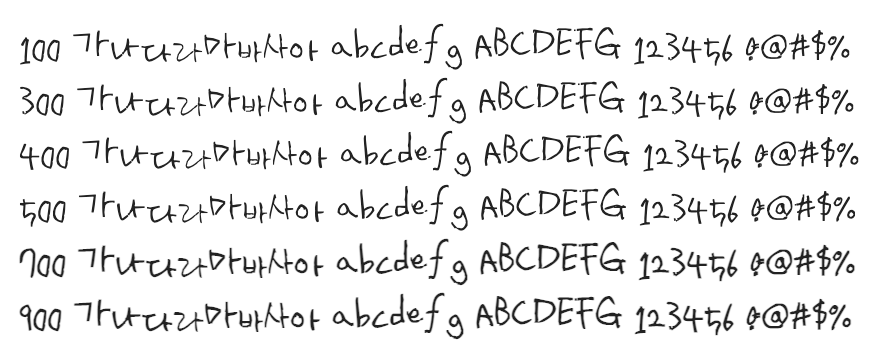 100 가나다라마바사아 abcdefg ABCDEFG 123456 !@#$%
300 가나다라마바사아 abcdefg ABCDEFG 123456 !@#$%
400 가나다라마바사아 abcdefg ABCDEFG 123456 !@#$%
500 가나다라마바사아 abcdefg ABCDEFG 123456 !@#$%
700 가나다라마바사아 abcdefg ABCDEFG 123456 !@#$%
900 가나다라마바사아 abcdefg ABCDEFG 123456 !@#$%